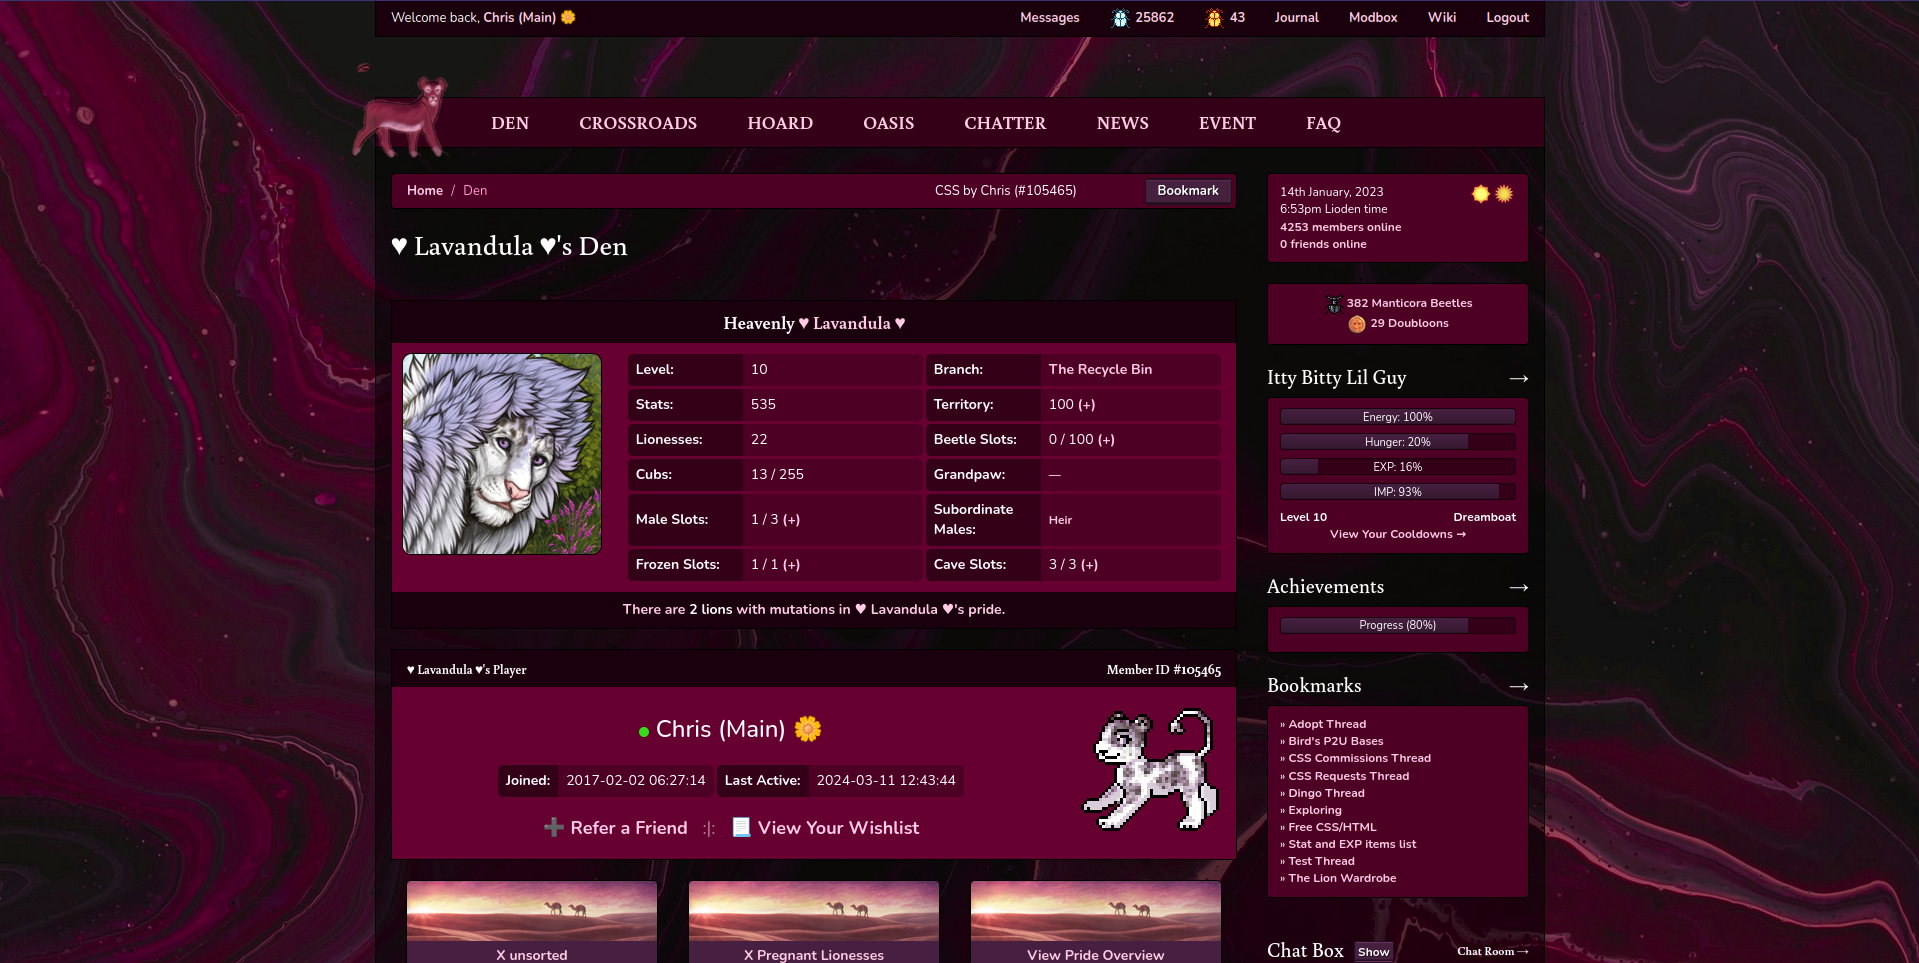 Welcome back, Chris (Main) 🌼
Messages
25862
43
Journal
Modbox
Wiki
Logout
DEN
CROSSROADS
HOARD
OASIS
CHATTER
NEWS
EVENT
FAQ
Home / Den
CSS by Chris (#105465)
Bookmark
♥ Lavandula ♥'s Den
Heavenly ♥ Lavandula ♥
Level: 10
Branch: The Recycle Bin
Stats: 535
Territory: 100 (+)
Lionesses: 22
Beetle Slots: 0 / 100 (+)
Cubs: 13 / 255
Grandpaw: —
Male Slots: 1 / 3 (+)
Subordinate
Males: Heir
Frozen Slots: 1 / 1 (+)
Cave Slots: 3 / 3 (+)
There are 2 lions with mutations in ♥ Lavandula ♥'s pride.
♥ Lavandula ♥'s Player
Member ID #105465
Chris (Main) 🌼
Joined: 2017-02-02 06:27:14
Last Active: 2024-03-11 12:43:44
➕ Refer a Friend :|: 📃 View Your Wishlist
X unsorted
X Pregnant Lionesses
View Pride Overview
14th January, 2023
6:53pm Lioden time
4253 members online
0 friends online
382 Manticora Beetles
29 Doubloons
Itty Bitty Lil Guy →
Energy: 100%
Hunger: 20%
EXP: 16%
IMP: 93%
Level 10
Dreamboat
View Your Cooldowns →
Achievements →
Progress (80%)
Bookmarks →
» Adopt Thread
» Bird's P2U Bases
» CSS Commissions Thread
» CSS Requests Thread
» Dingo Thread
» Exploring
» Free CSS/HTML
» Stat and EXP items list
» Test Thread
» The Lion Wardrobe
Chat Box
Show
Chat Room →